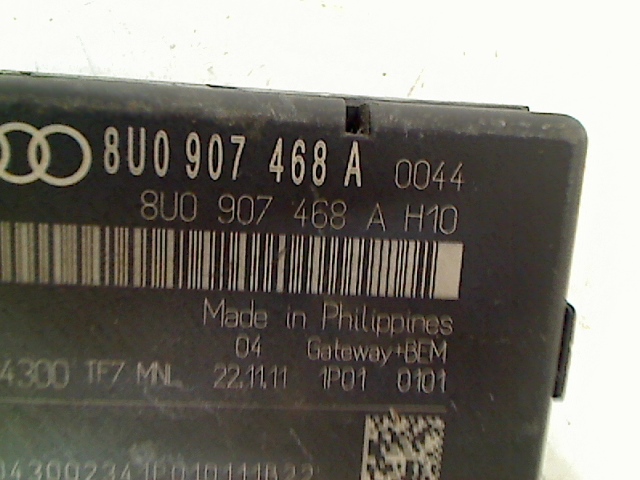 8U0 907 468 A 0044
8U0 907 468 A H10
Made in Philippines
04 Gateway+BEM
4300 TF7 MNL 22.11.11 1P01 0101